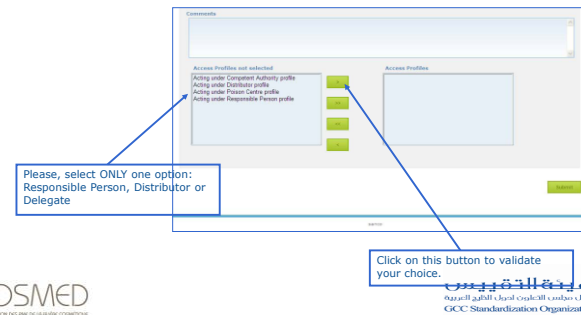 Comments
Access Profiles not selected
Access Profiles
Acting under Competent Authority profile
Acting under Distributor profile
Acting under Poison Centre profile
Acting under Responsible Person profile
Please, select ONLY one option:
Responsible Person, Distributor or
Delegate
Click on this button to validate
your choice.
OSMED
GCC Standardization Organizat